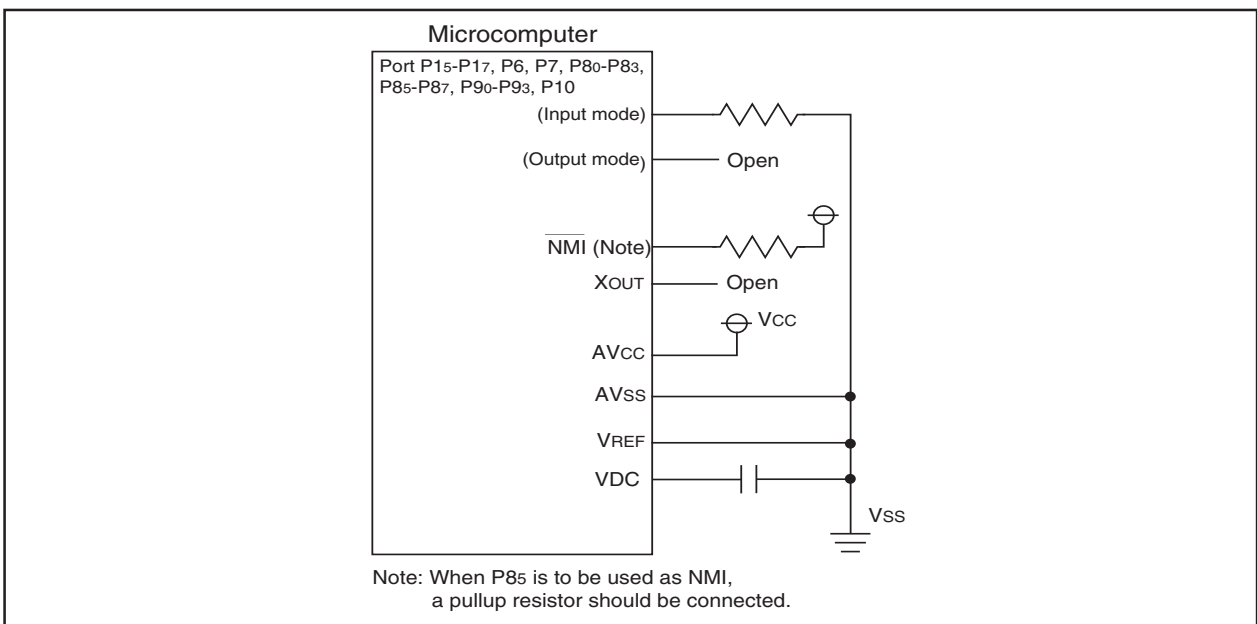 Microcomputer
Port P15-P17, P6, P7, P80-P83,
P85-P87, P90-P93, P10
(Input mode)
(Output mode)
Open
NMI (Note)
XOUT
Open
VCC
AVCC
AVSS
VREF
VDC
VSS
Note: When P85 is to be used as NMI,
a pullup resistor should be connected.